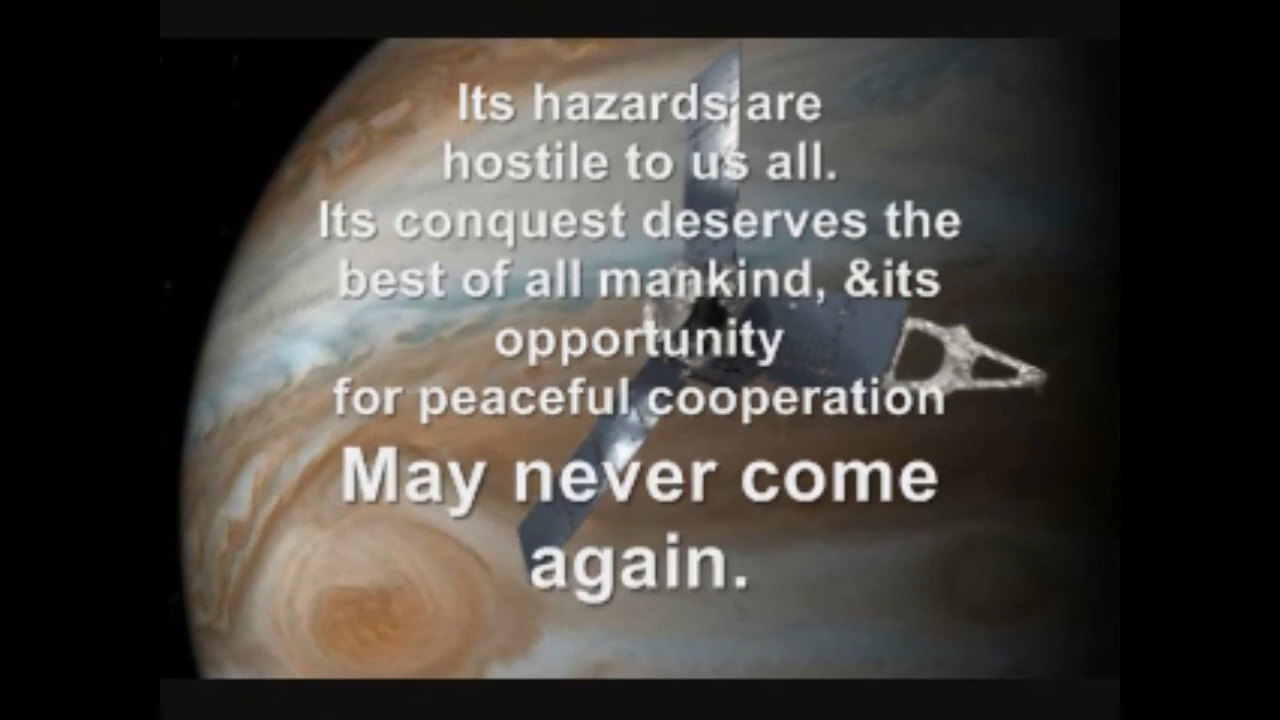 Its hazards are
hostile to us all.
Its conquest deserves the
best of all mankind, &its
opportunity
for peaceful cooperation
May never come
again.